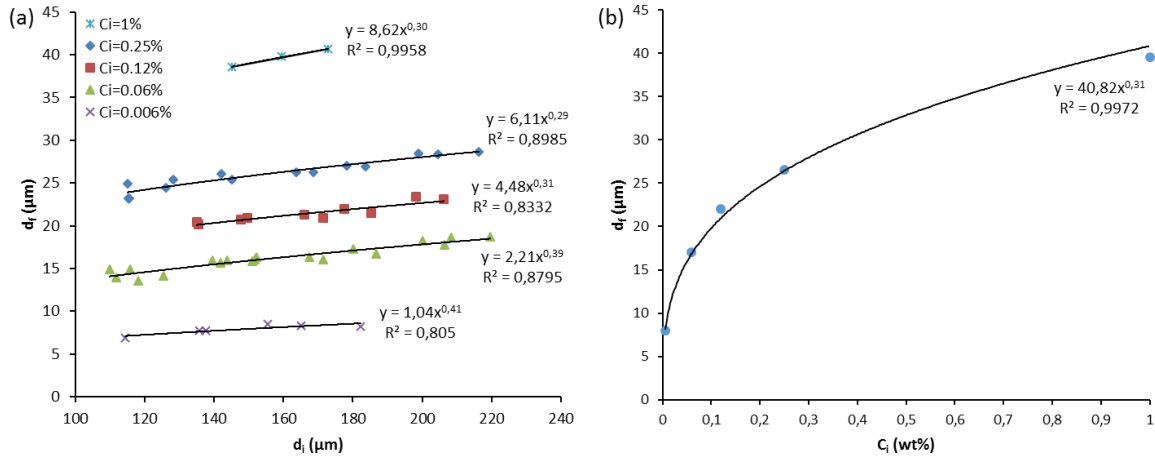 (a)
Ci=1%
Ci=0.25%
Ci=0.12%
Ci=0.06%
Ci=0.006%
y = 8,62x^0,30
R² = 0,9958
y = 6,11x^0,29
R² = 0,8985
y = 4,48x^0,31
R² = 0,8332
y = 2,21x^0,39
R² = 0,8795
y = 1,04x^0,41
R² = 0,805
45
40
35
30
25
20
15
10
5
0
df (µm)
100 120 140 160 180 200 220 240
di (µm)
(b)
y = 40,82x^0,31
R² = 0,9972
45
40
35
30
25
20
15
10
5
0
df (µm)
0 0,1 0,2 0,3 0,4 0,5 0,6 0,7 0,8 0,9 1
Ci (wt%)